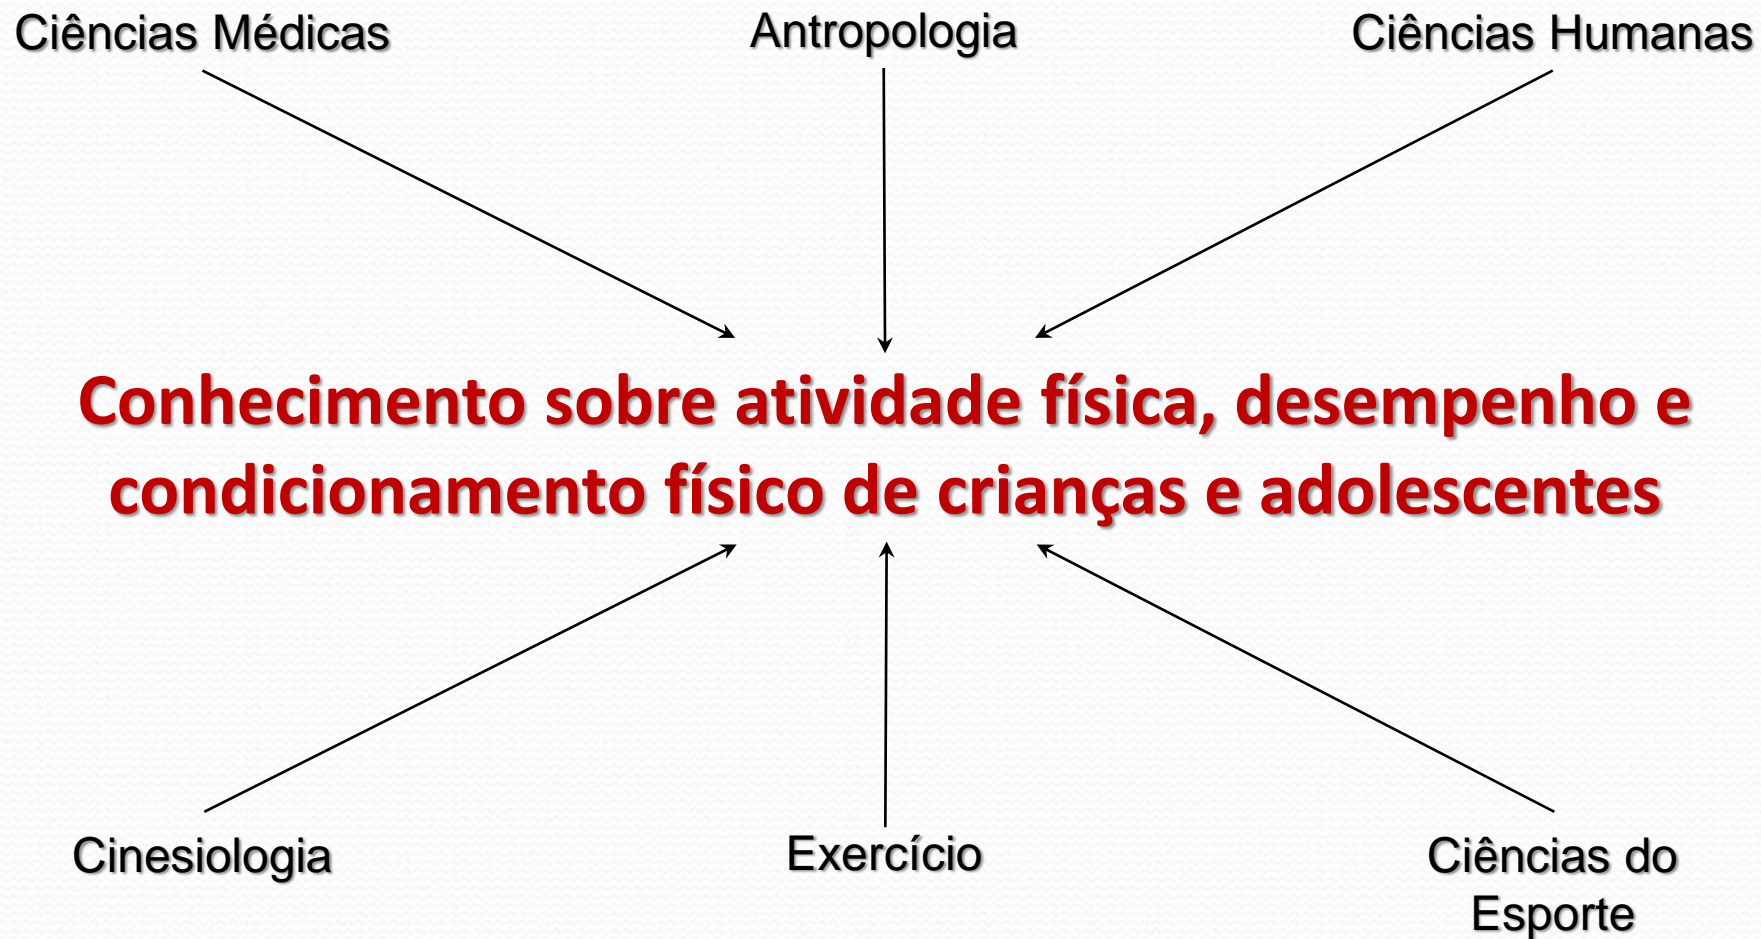 Ciências Médicas
Antropologia
Ciências Humanas
Conhecimento sobre atividade física, desempenho e
condicionamento físico de crianças e adolescentes
Cinesiologia
Exercício
Ciências do
Esporte